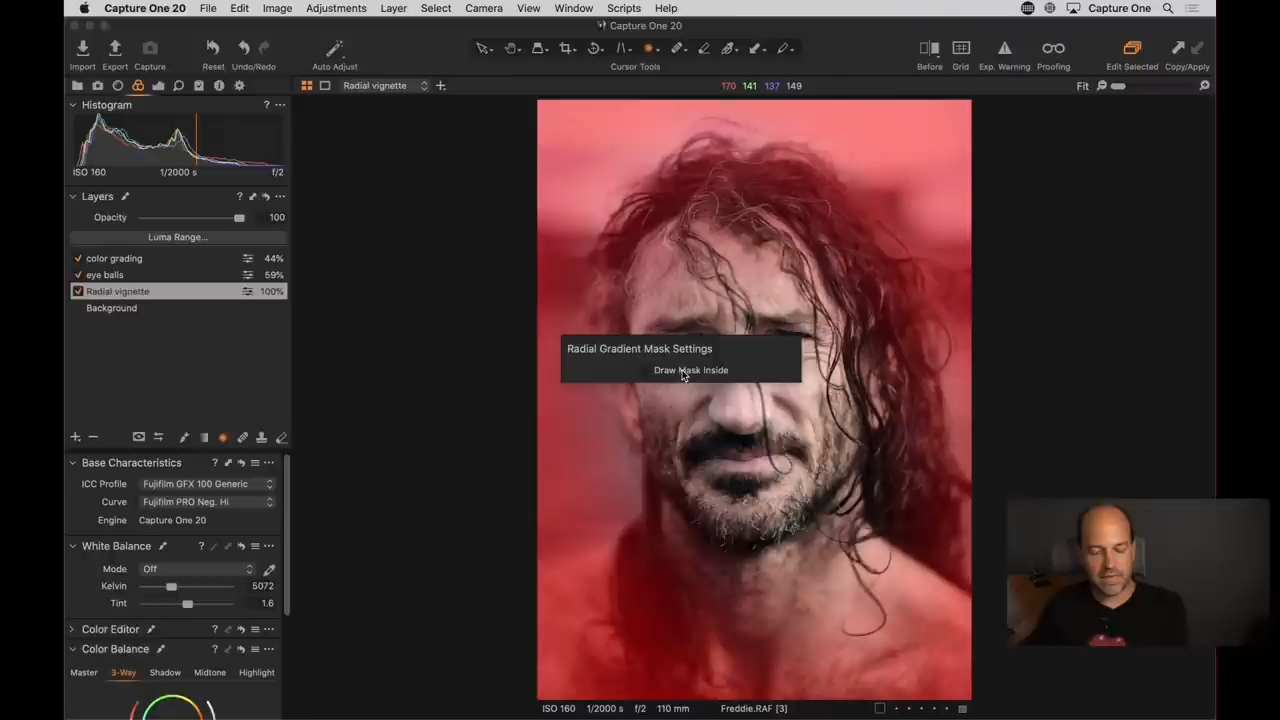 Capture One 20 File Edit Image Adjustments Layer Select Camera View Window Scripts Help Capture One
Capture One 20
Import Export Capture Reset Undo/Redo Auto Adjust Cursor Tools Before Grid Exp. Warning Proofing Edit Selected Copy/Apply
Radial vignette 170 141 137 149 Fit
Histogram ?
ISO 160 1/2000 s f/2
Layers ?
Opacity 100
Luma Range...
color grading 44%
eye balls 59%
Radial vignette 100%
Background
Radial Gradient Mask Settings
Draw Mask Inside
Base Characteristics ?
ICC Profile Fujifilm GFX 100 Generic
Curve Fujifilm PRO Neg. Hi
Engine Capture One 20
White Balance ?
Mode Off
Kelvin 5072
Tint 1.6
Color Editor ?
Color Balance ?
Master 3-Way Shadow Midtone Highlight
ISO 160 1/2000 s f/2 110 mm Freddie.RAF [3]